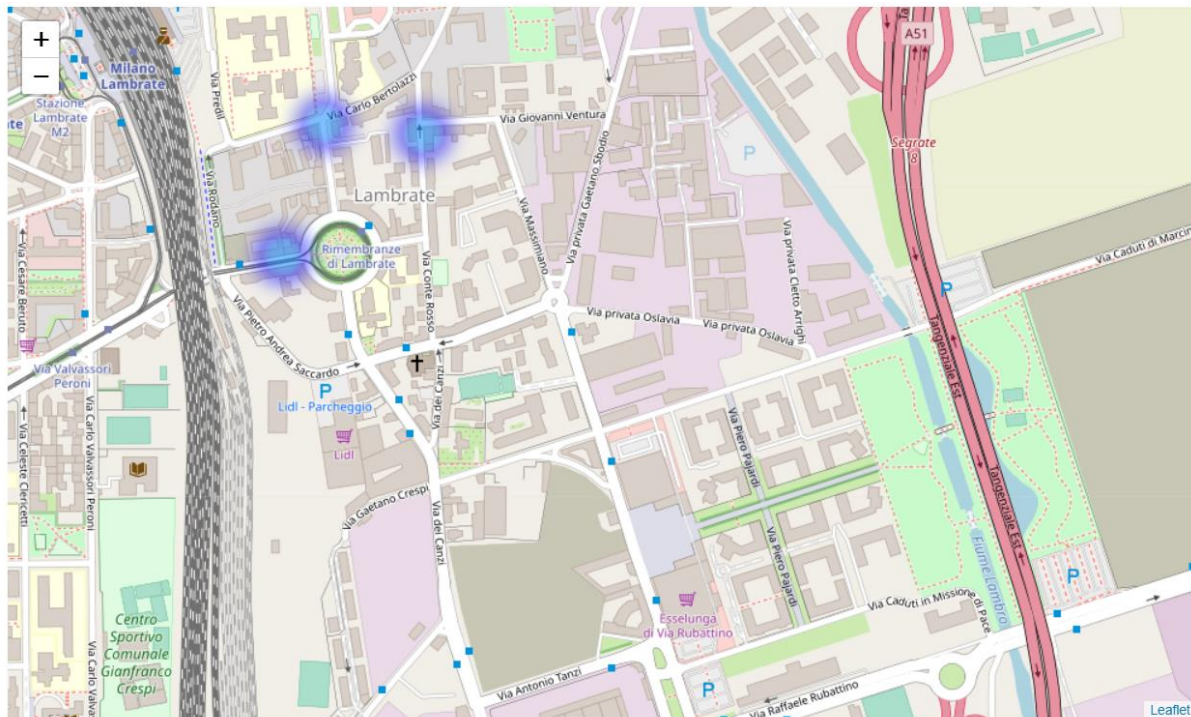 +
−
Milano
Lambrate
Stazione
Lambrate
M2
Via Predil
Via Carlo Bertolazzi
Via Giovanni Ventura
Via privata Gaetano Sbodio
A51
Segrate
8
P
Via Rodano
Lambrate
Rimembranze
di Lambrate
Via Massimiano
Via Conte Rosso
Via privata Cletto Arrighi
Via Caduti di Marcin
P
Via Cesare Beruto
Via Pietro Andrea Saccardo
Via privata Oslavia
Via privata Oslavia
Tangenziale Est
Via Valvassori
Peroni
P
Lidl - Parcheggio
Via dei Canzi
Lidl
Via Celeste Clericetti
Via Carlo Valvassori Peroni
Via Piero Pajardi
Via Gaetano Crespi
Via dei Canzi
Via Piero Pajardi
Tangenziale Est
Fiume Lambro
P
Via Caduti in Missione di Pace
Esselunga
di Via Rubattino
Centro
Sportivo
Comunale
Gianfranco
Crespi
Via Carlo Valvas
Via Antonio Tanzi
P
Via Raffaele Rubattino
Leaflet